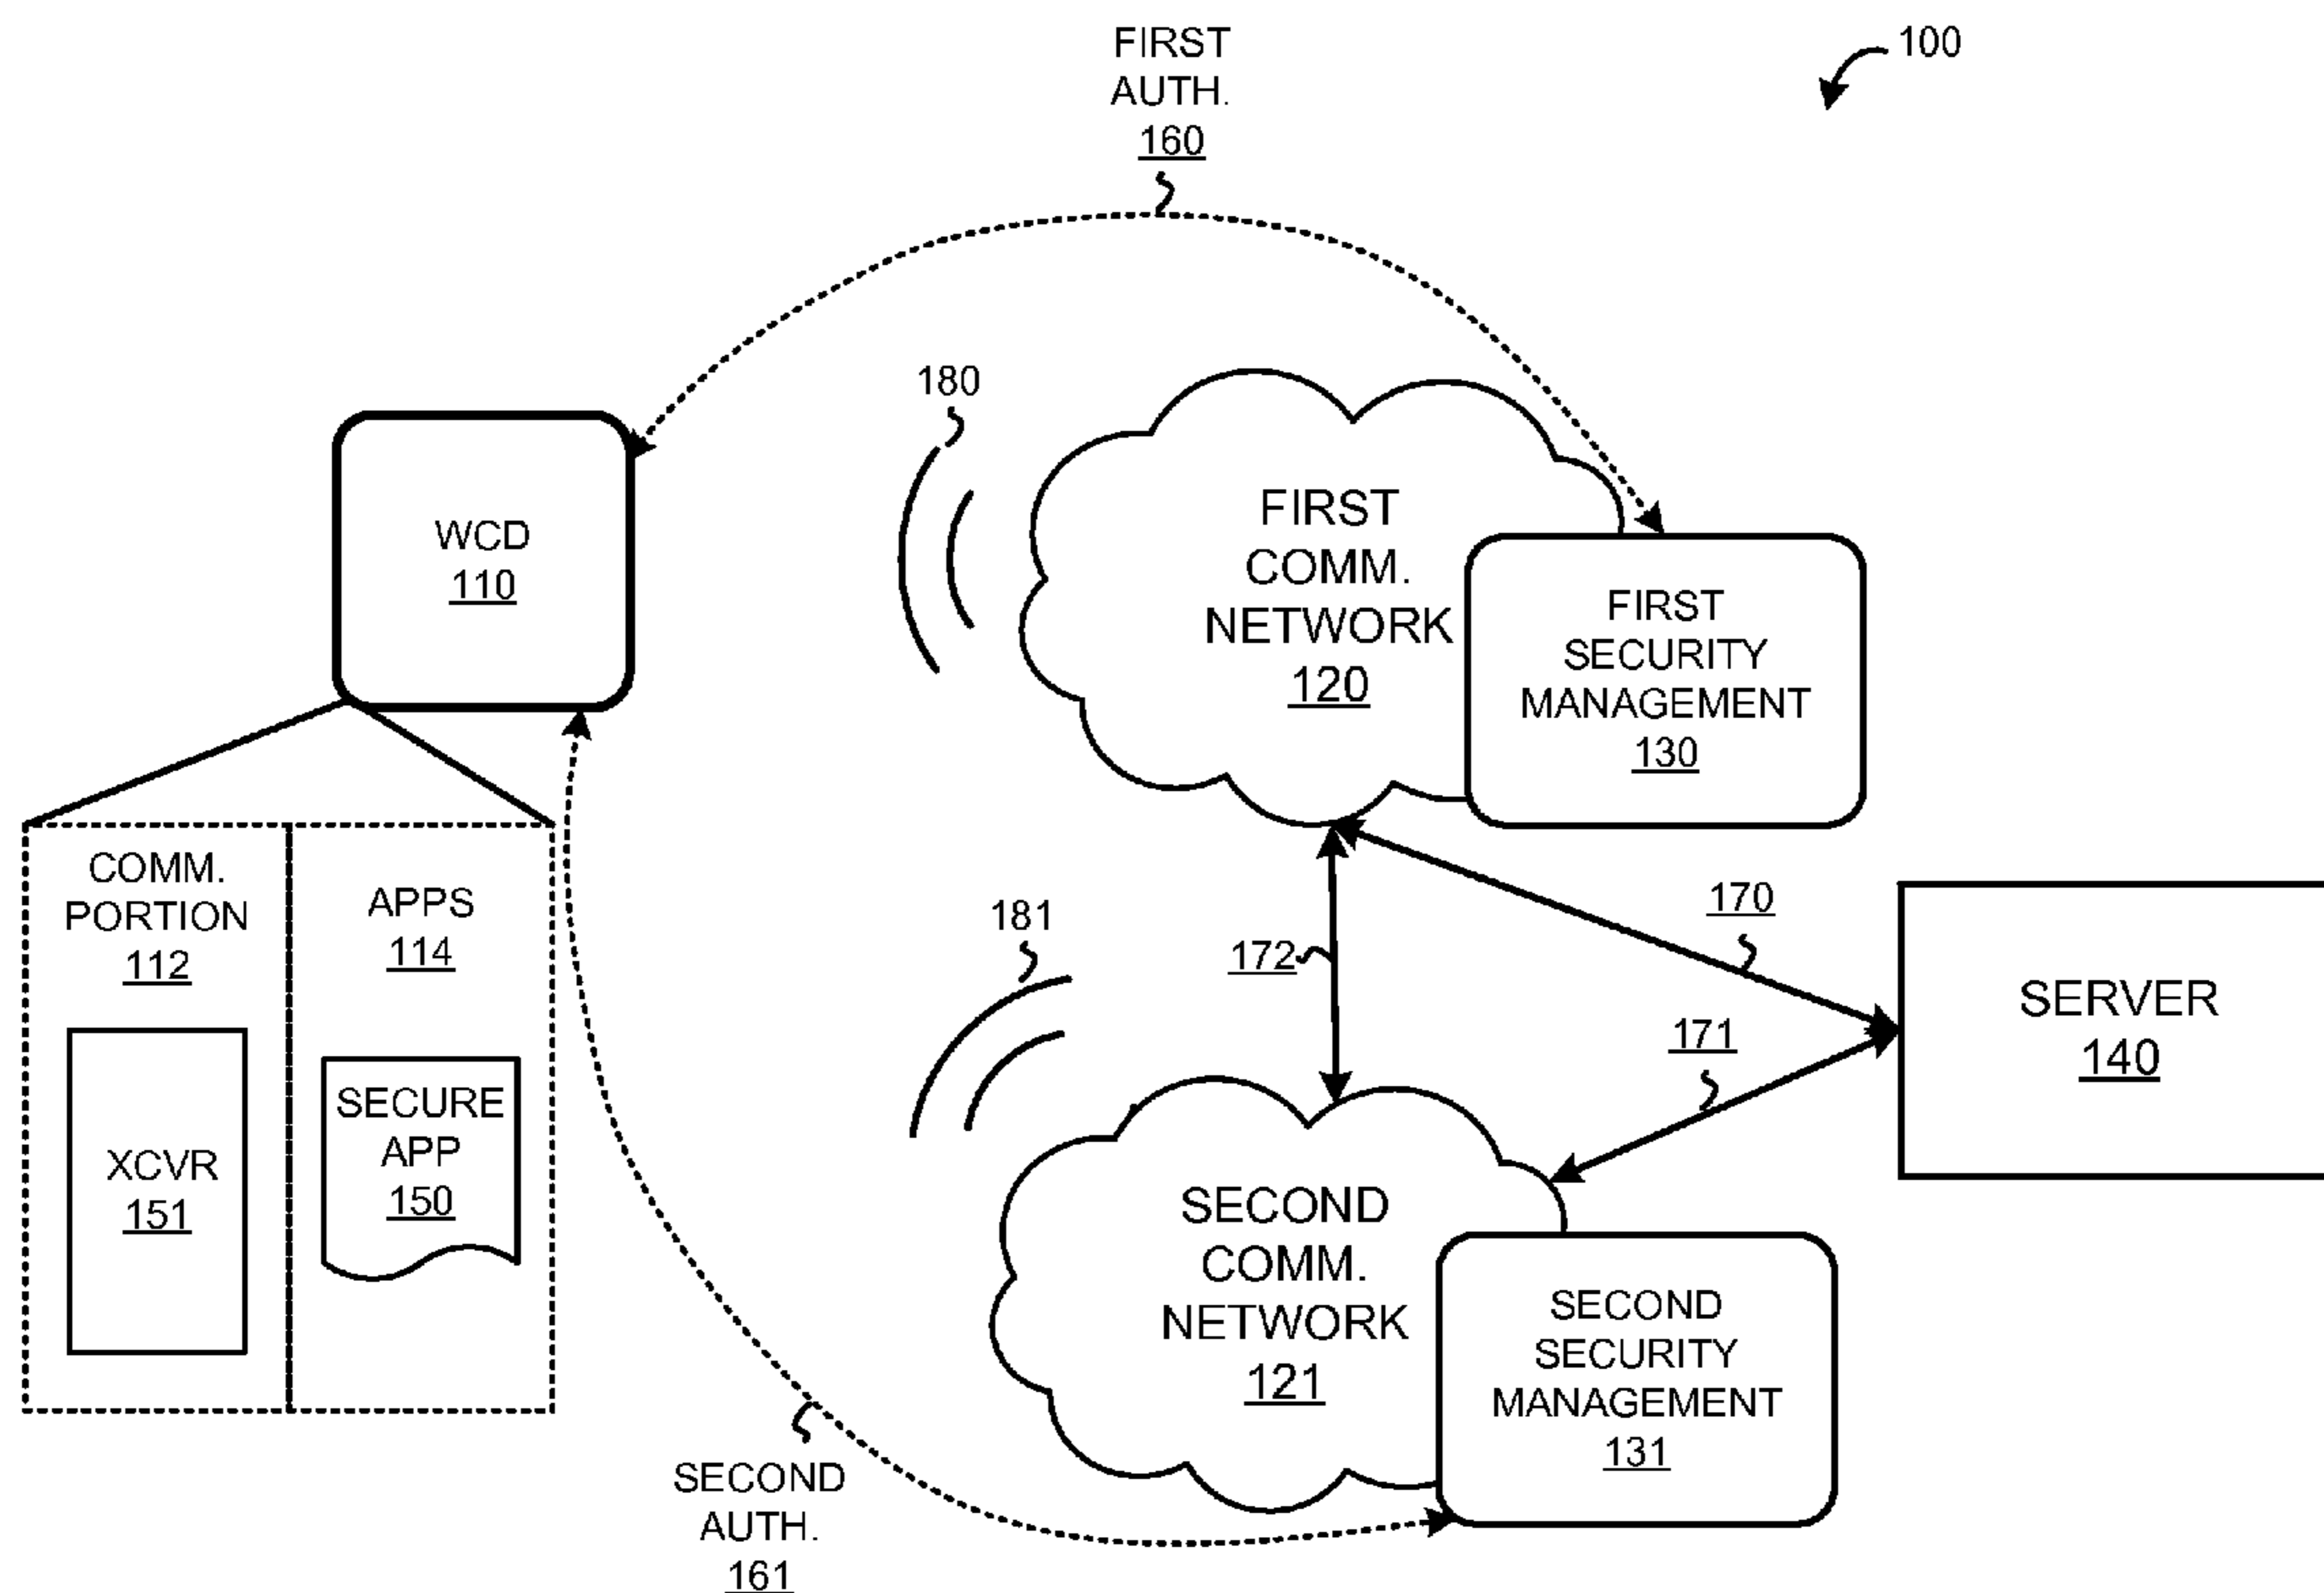 FIRST
AUTH.
160
100
180
WCD
110
FIRST
COMM.
NETWORK
120
FIRST
SECURITY
MANAGEMENT
130
COMM.
PORTION
112
APPS
114
XCVR
151
SECURE
APP
150
181
172
170
171
SERVER
140
SECOND
COMM.
NETWORK
121
SECOND
SECURITY
MANAGEMENT
131
SECOND
AUTH.
161